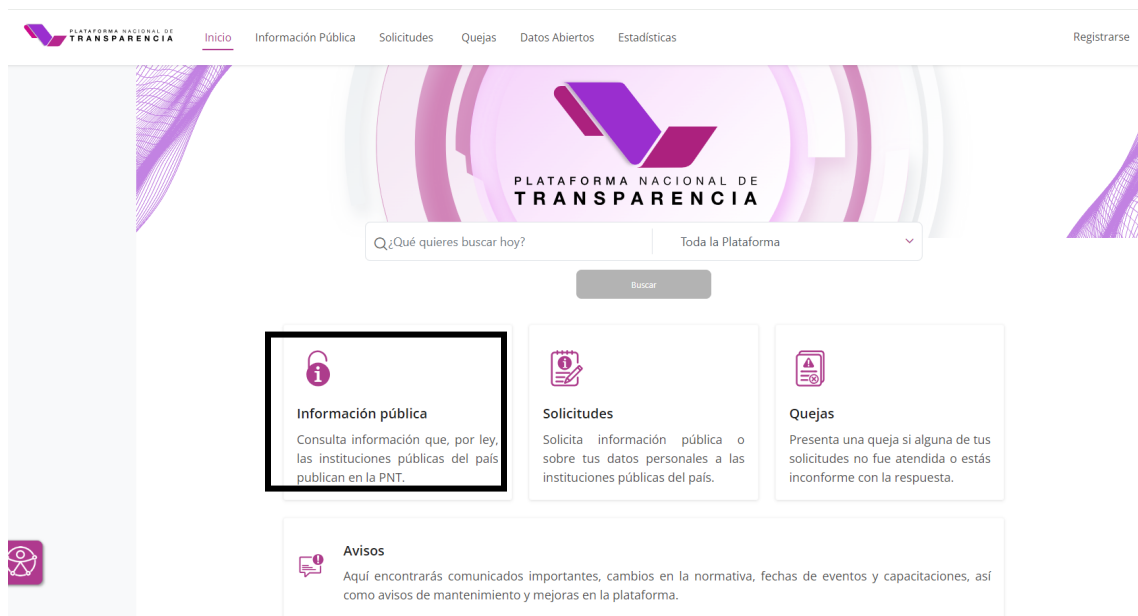 PLATAFORMA NACIONAL DE
TRANSPARENCIA
Inicio
Información Pública
Solicitudes
Quejas
Datos Abiertos
Estadísticas
Registrarse
PLATAFORMA NACIONAL DE
TRANSPARENCIA
¿Qué quieres buscar hoy?
Toda la Plataforma
Buscar
Información pública
Consulta información que, por ley,
las instituciones públicas del país
publican en la PNT.
Solicitudes
Solicita información pública o
sobre tus datos personales a las
instituciones públicas del país.
Quejas
Presenta una queja si alguna de tus
solicitudes no fue atendida o estás
inconforme con la respuesta.
Avisos
Aquí encontrarás comunicados importantes, cambios en la normativa, fechas de eventos y capacitaciones, así
como avisos de mantenimiento y mejoras en la plataforma.